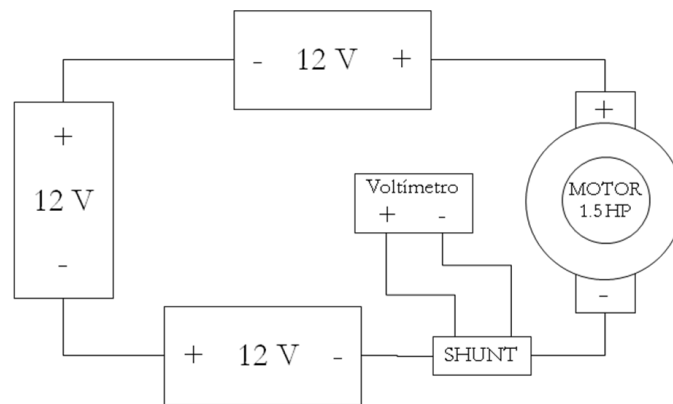 - 12 V +
+
12 V
-
Voltímetro
+ -
+
MOTOR
1.5 HP
-
+ 12 V -
SHUNT